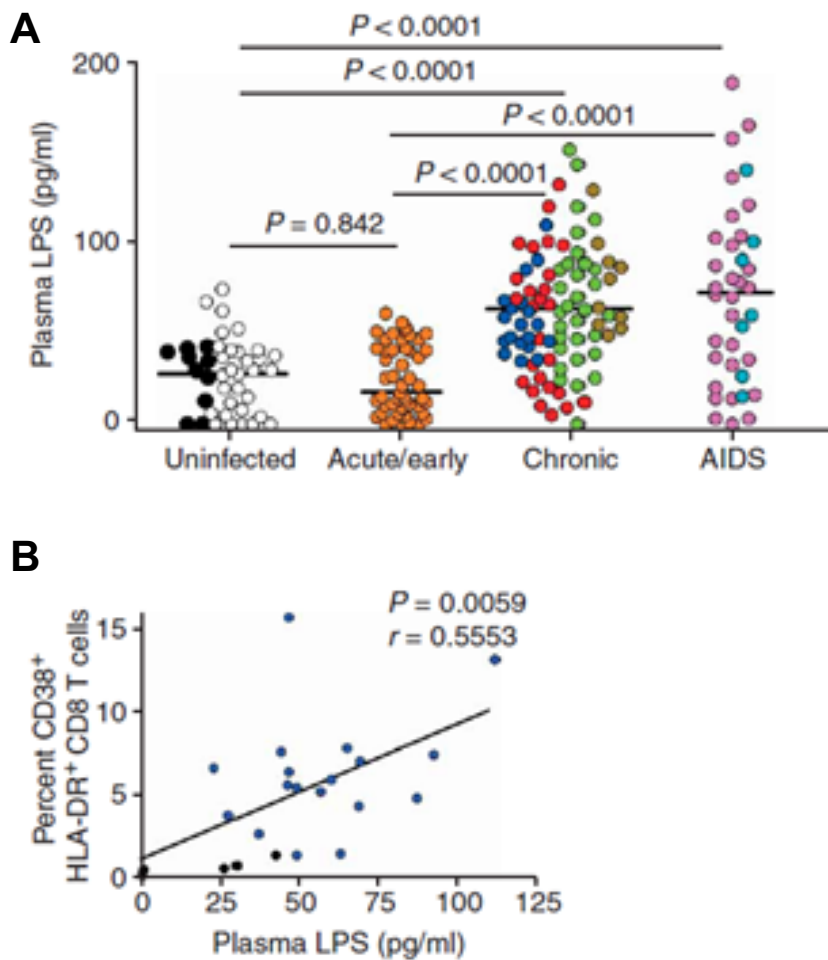 A
P < 0.0001
P < 0.0001
P < 0.0001
P < 0.0001
P = 0.842
Plasma LPS (pg/ml)
200
100
0
Uninfected Acute/early Chronic AIDS
B
P = 0.0059
r = 0.5553
Percent CD38⁺
HLA-DR⁺ CD8 T cells
15
10
5
0
0 25 50 75 100 125
Plasma LPS (pg/ml)